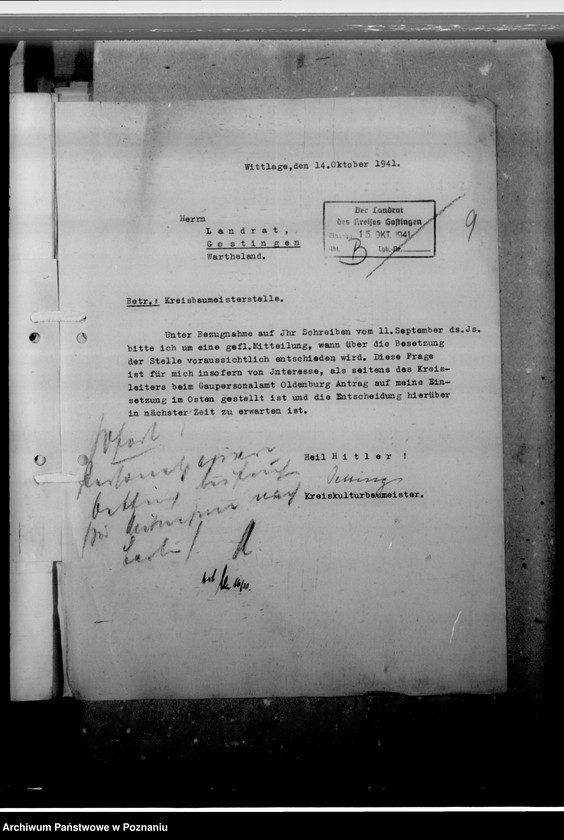 Wittlage,den 14.Oktober 1941.
9
Herrn
Landrat,
Gostingen
Wartheland.
Der Landrat
des Kreises Gostingen
15. OKT. 1941
B
Betr.: Kreisbaumeisterstelle.
Unter Bezugnahme auf Jhr Schreiben vom 11.September ds.Js.
bitte ich um eine gefl.Mitteilung, wann über die Besetzung
der Stelle voraussichtlich entschieden wird. Diese Frage
ist für mich insofern von Jnteresse, als seitens des Kreis-
leiters beim Gaupersonalamt Oldenburg Antrag auf meine Ein-
setzung im Osten gestellt ist und die Entscheidung hierüber
in nächster Zeit zu erwarten ist.
Heil Hitler !
Kreiskulturbaumeister.
Sofort!
Archiwum Państwowe w Poznaniu